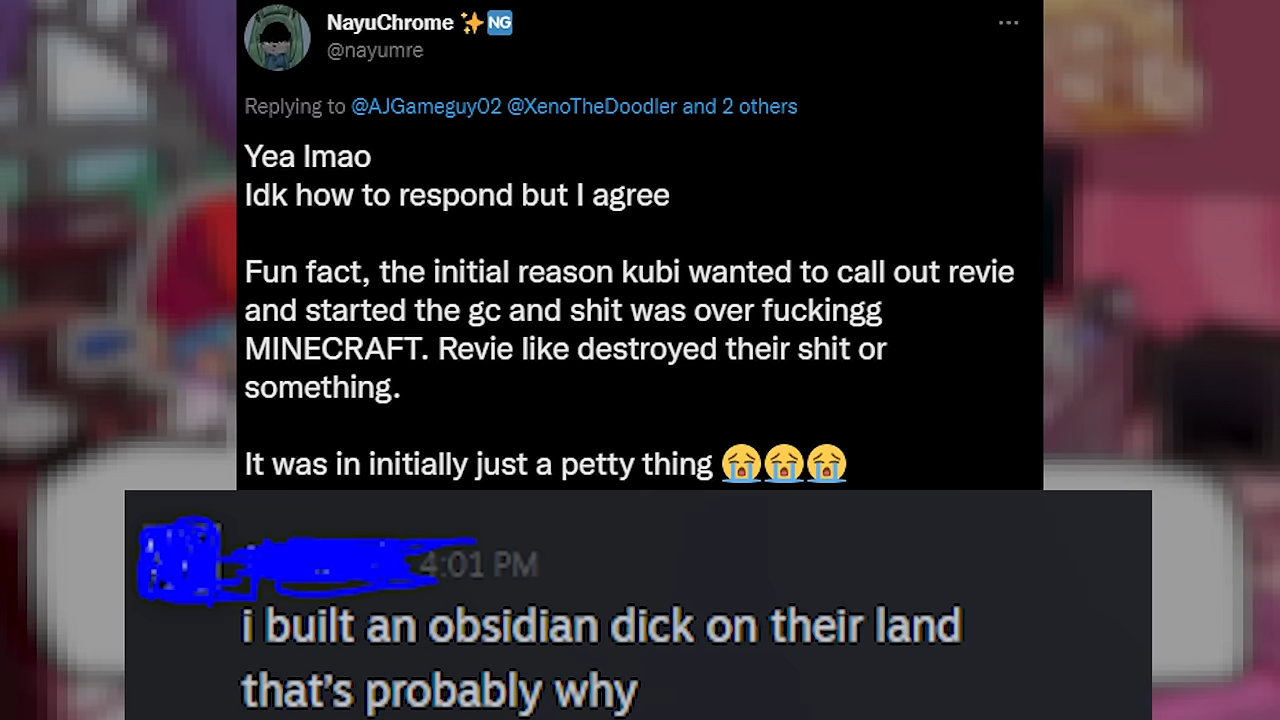 NayuChrome ✨🆖
@nayumre
Replying to @AJGameguy02 @XenoTheDoodler and 2 others
Yea lmao
Idk how to respond but I agree
Fun fact, the initial reason kubi wanted to call out revie
and started the gc and shit was over fuckingg
MINECRAFT. Revie like destroyed their shit or
something.
It was in initially just a petty thing 😭😭😭
4:01 PM
i built an obsidian dick on their land
that's probably why